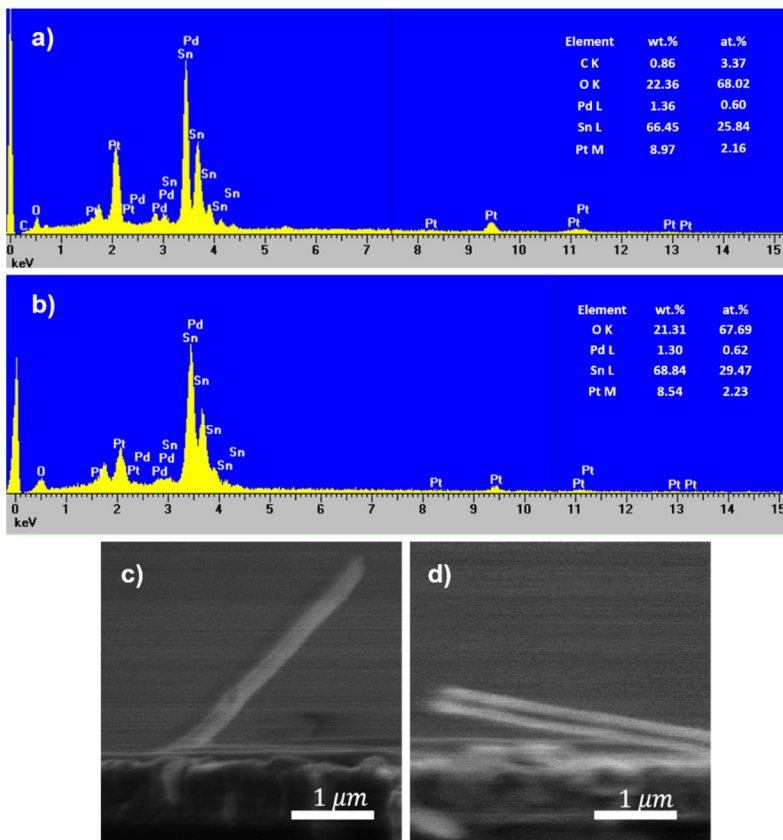 a)
Element wt.% at.%
C K 0.86 3.37
O K 22.36 68.02
Pd L 1.36 0.60
Sn L 66.45 25.84
Pt M 8.97 2.16
Pd
Sn
Pt
Sn
Sn
Sn
Pd
Sn
Pd
Sn
C
O
Pt
Pt
Pd
Pt
Pt
Pt
Pt
Pt
Pt
0 1 2 3 4 5 6 7 8 9 10 11 12 13 14 15
keV
b)
Element wt.% at.%
O K 21.31 67.69
Pd L 1.30 0.62
Sn L 68.84 29.47
Pt M 8.54 2.23
Pd
Sn
Sn
Pt
Sn
Sn
Sn
Pd
Pd
Sn
O
Pt
Pt
Pd
Pt
Pt
Pt
Pt
Pt
Pt
0 1 2 3 4 5 6 7 8 9 10 11 12 13 14 15
keV
c)
1 μm
d)
1 μm